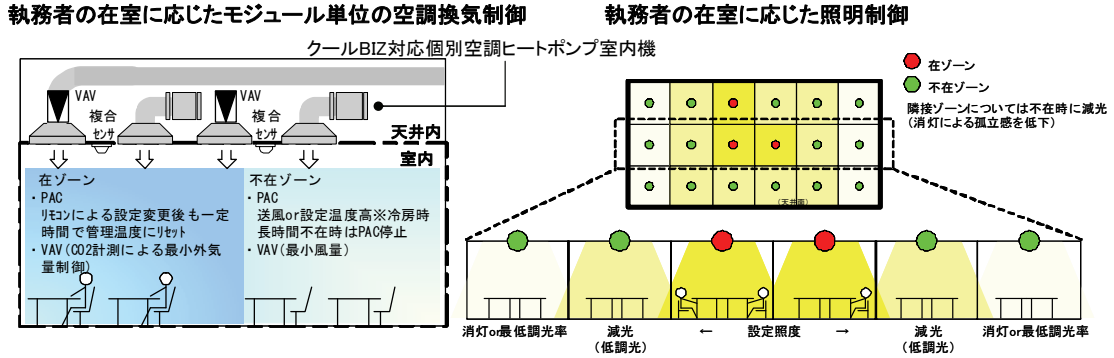 執務者の在室に応じたモジュール単位の空調換気制御
執務者の在室に応じた照明制御
クールBIZ対応個別空調ヒートポンプ室内機
VAV
複合
センサ
VAV
複合
センサ
天井内
室内
在ゾーン
・PAC
リモコンによる設定変更後も一定
時間で管理温度にリセット
・VAV(CO2計測による最小外気
量制御)
不在ゾーン
・PAC
送風or設定温度高※冷房時
長時間不在時はPAC停止
・VAV(最小風量)
在ゾーン
不在ゾーン
隣接ゾーンについては不在時に減光
(消灯による孤立感を低下)
(天井面)
消灯or最低調光率
減光
(低調光)
← 設定照度 →
減光
(低調光)
消灯or最低調光率